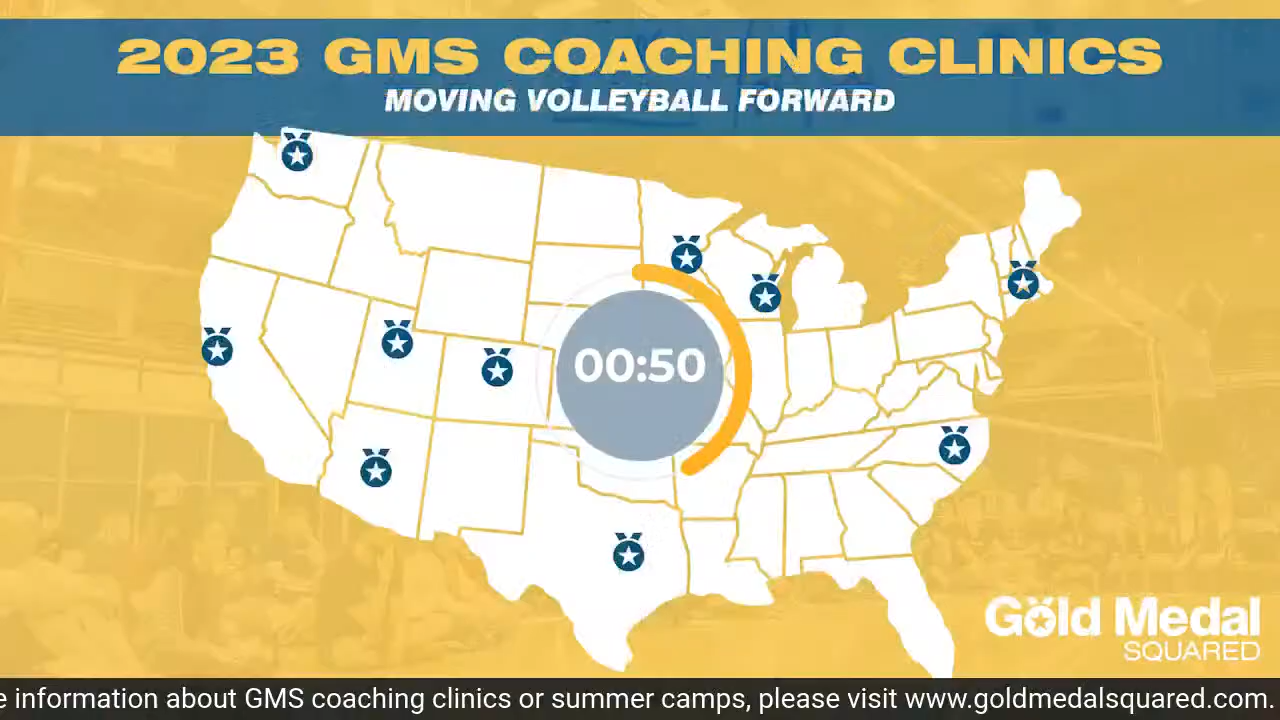 2023 GMS COACHING CLINICS
MOVING VOLLEYBALL FORWARD
00:50
Gold Medal
SQUARED
e information about GMS coaching clinics or summer camps, please visit www.goldmedalsquared.com.